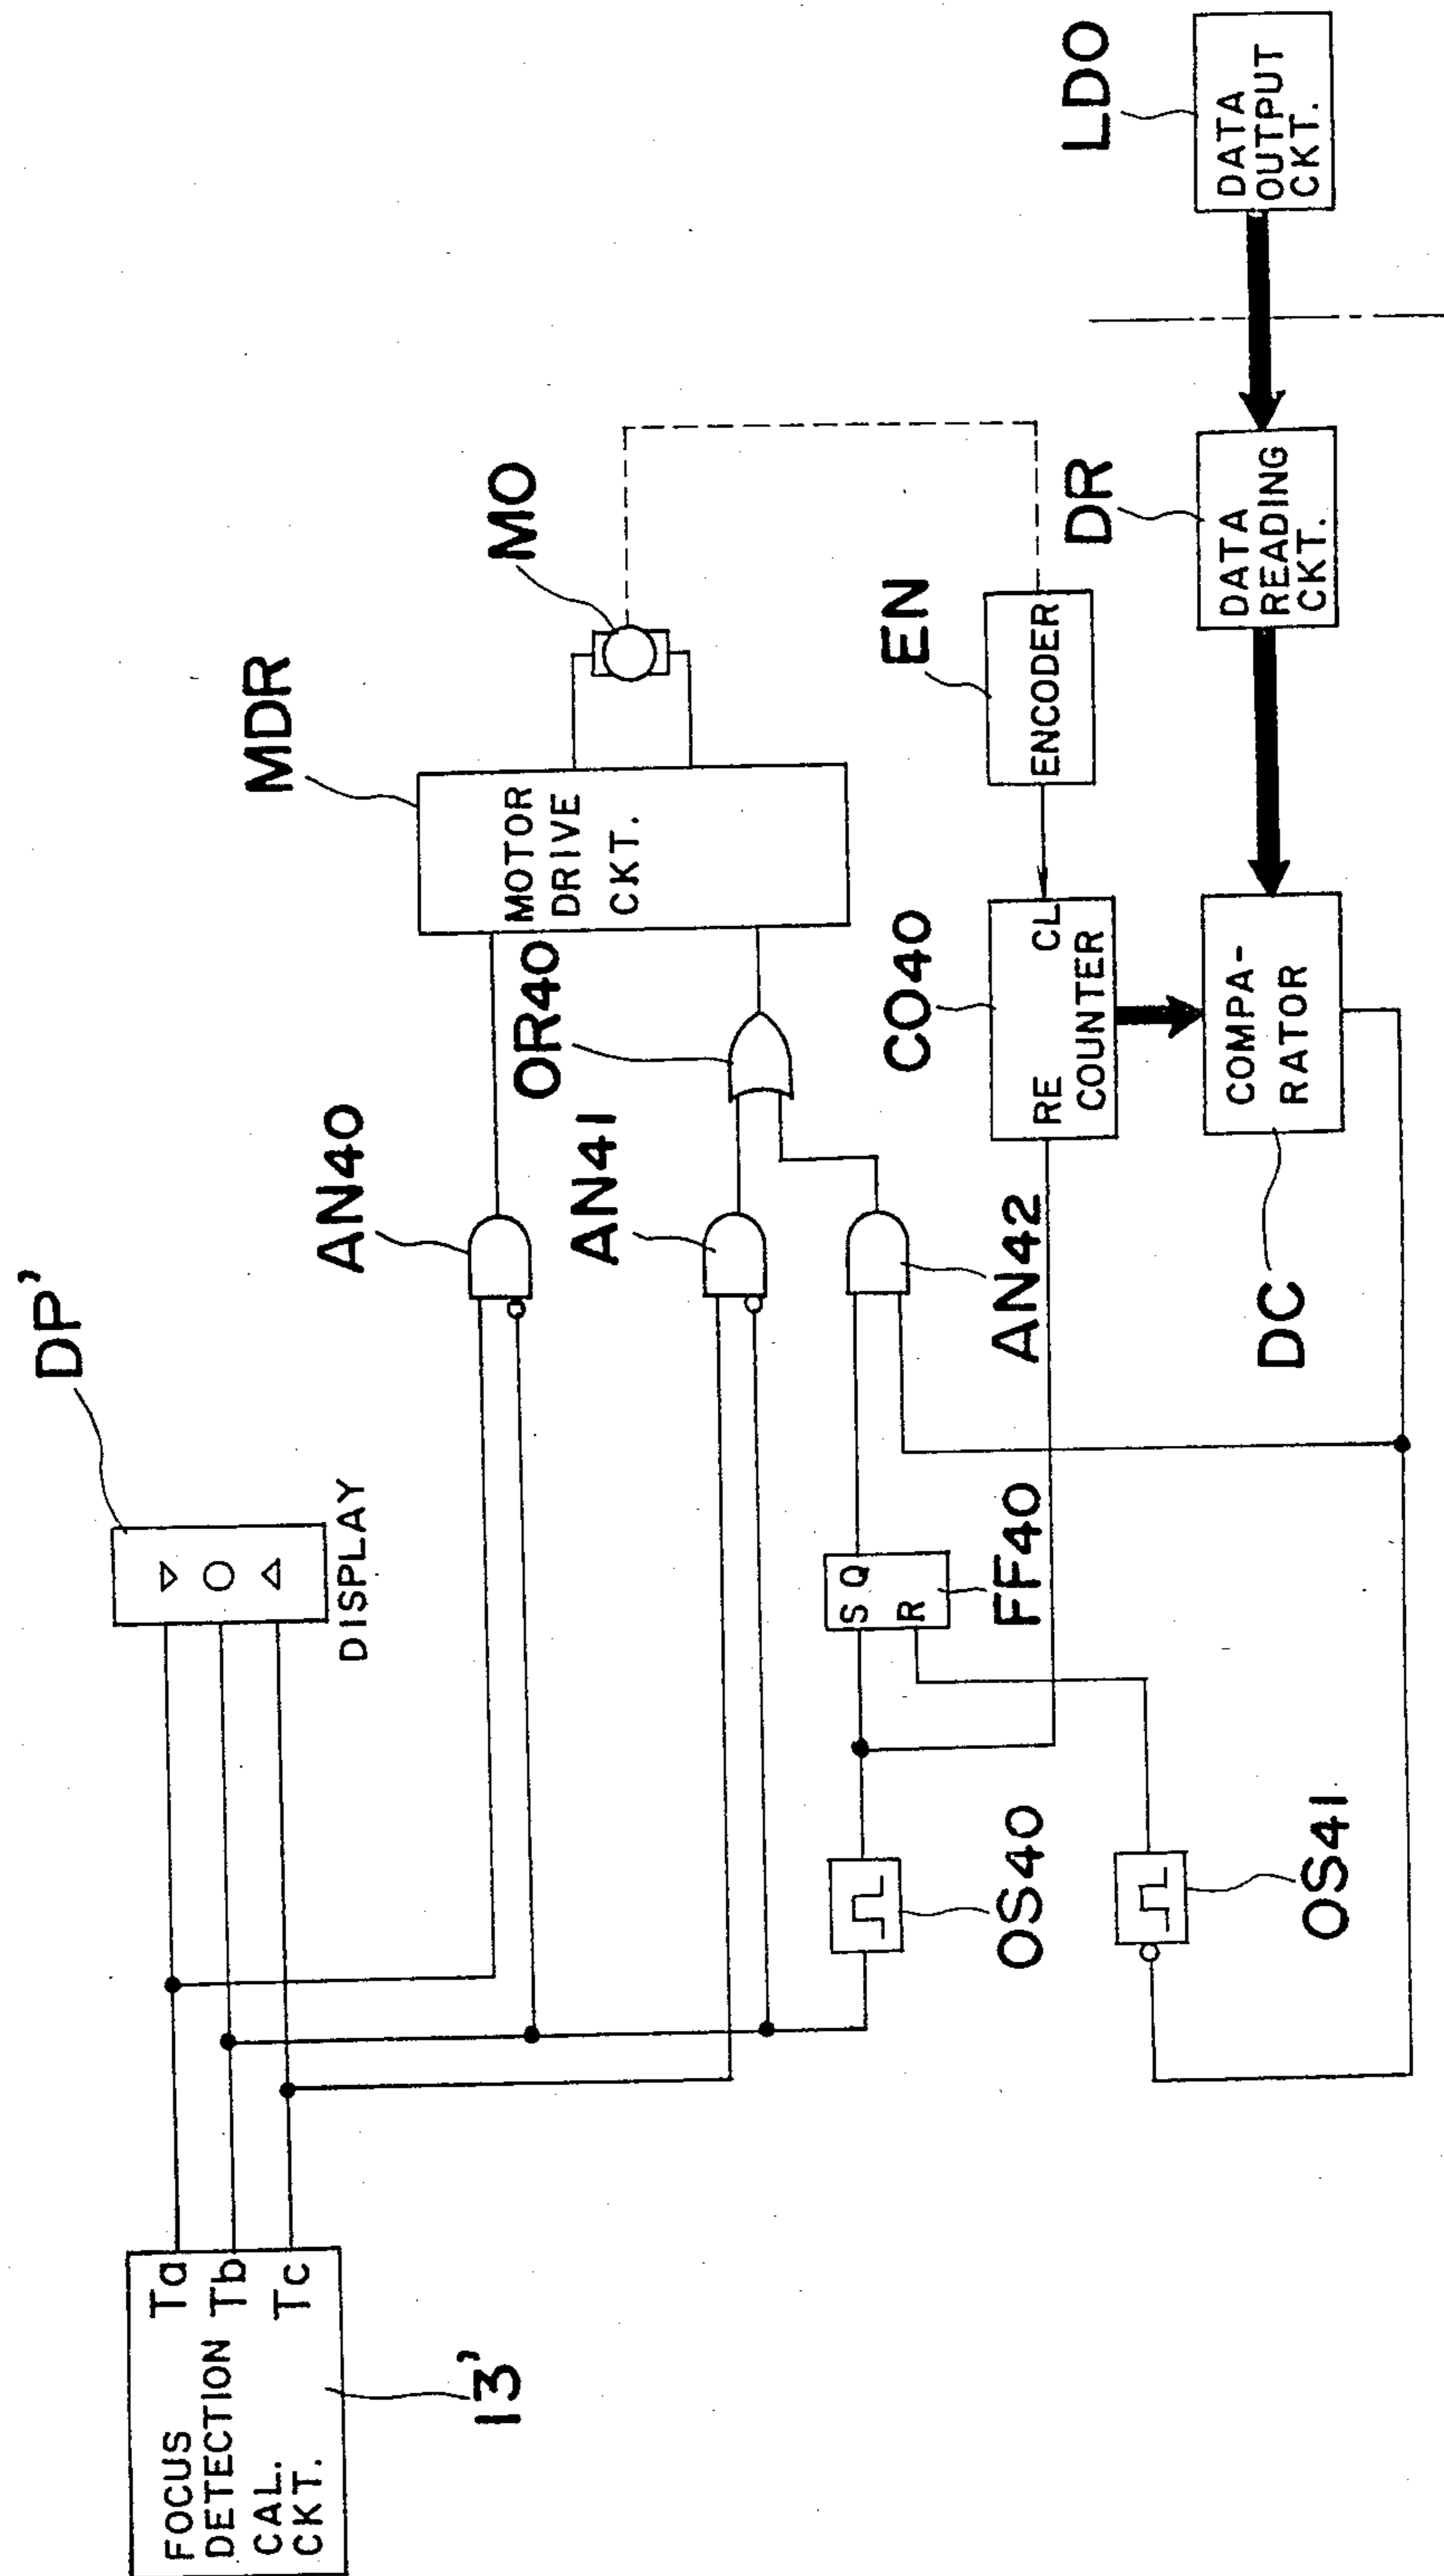 FOCUS
DETECTION
CAL.
CKT.
Ta
Tb
Tc
13'
DP'
DISPLAY
AN40
AN41
OR40
MDR
MOTOR
DRIVE
CKT.
MO
OS40
S Q
R
FF40
AN42
OS41
CO40
RE CL
COUNTER
EN
ENCODER
DC
COMPA-
RATOR
DR
DATA
READING
CKT.
LDO
DATA
OUTPUT
CKT.